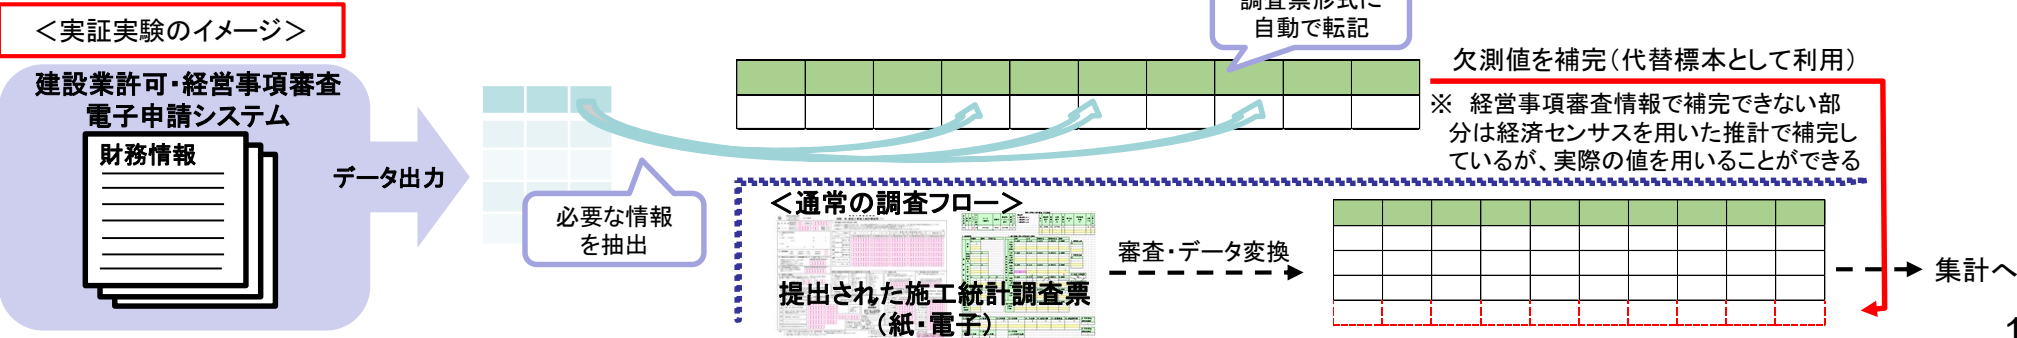 ＜実証実験のイメージ＞
建設業許可・経営事項審査
電子申請システム
財務情報
データ出力
必要な情報
を抽出
調査票形式に
自動で転記
欠測値を補完（代替標本として利用）
※ 経営事項審査情報で補完できない部
分は経済センサスを用いた推計で補完し
ているが、実際の値を用いることができる
＜通常の調査フロー＞
提出された施工統計調査票
（紙・電子）
審査・データ変換
集計へ
1